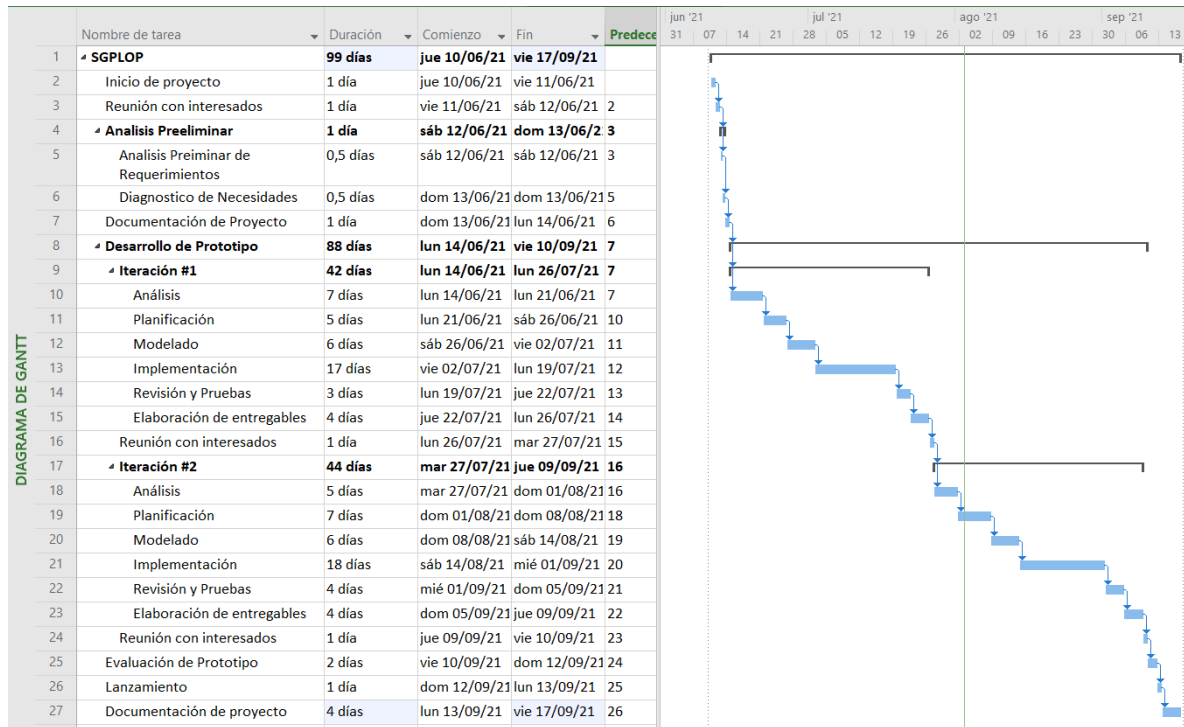 jun '21 jul '21 ago '21 sep '21
Nombre de tarea Duración Comienzo Fin Predece 31 07 14 21 28 05 12 19 26 02 09 16 23 30 06 13
1 SGPLOP 99 días jue 10/06/21 vie 17/09/21
2 Inicio de proyecto 1 día jue 10/06/21 vie 11/06/21
3 Reunión con interesados 1 día vie 11/06/21 sáb 12/06/21 2
4 Analisis Preeliminar 1 día sáb 12/06/21 dom 13/06/2 3
5 Analisis Preiminar de 0,5 días sáb 12/06/21 sáb 12/06/21 3
Requerimientos
6 Diagnostico de Necesidades 0,5 días dom 13/06/21 dom 13/06/21 5
7 Documentación de Proyecto 1 día dom 13/06/21 lun 14/06/21 6
8 Desarrollo de Prototipo 88 días lun 14/06/21 vie 10/09/21 7
9 Iteración #1 42 días lun 14/06/21 lun 26/07/21 7
10 Análisis 7 días lun 14/06/21 lun 21/06/21 7
11 Planificación 5 días lun 21/06/21 sáb 26/06/21 10
12 Modelado 6 días sáb 26/06/21 vie 02/07/21 11
13 Implementación 17 días vie 02/07/21 lun 19/07/21 12
14 Revisión y Pruebas 3 días lun 19/07/21 jue 22/07/21 13
15 Elaboración de entregables 4 días jue 22/07/21 lun 26/07/21 14
16 Reunión con interesados 1 día lun 26/07/21 mar 27/07/21 15
17 Iteración #2 44 días mar 27/07/21 jue 09/09/21 16
18 Análisis 5 días mar 27/07/21 dom 01/08/21 16
19 Planificación 7 días dom 01/08/21 dom 08/08/21 18
20 Modelado 6 días dom 08/08/21 sáb 14/08/21 19
21 Implementación 18 días sáb 14/08/21 mié 01/09/21 20
22 Revisión y Pruebas 4 días mié 01/09/21 dom 05/09/21 21
23 Elaboración de entregables 4 días dom 05/09/21 jue 09/09/21 22
24 Reunión con interesados 1 día jue 09/09/21 vie 10/09/21 23
25 Evaluación de Prototipo 2 días vie 10/09/21 dom 12/09/21 24
26 Lanzamiento 1 día dom 12/09/21 lun 13/09/21 25
27 Documentación de proyecto 4 días lun 13/09/21 vie 17/09/21 26
DIAGRAMA DE GANTT